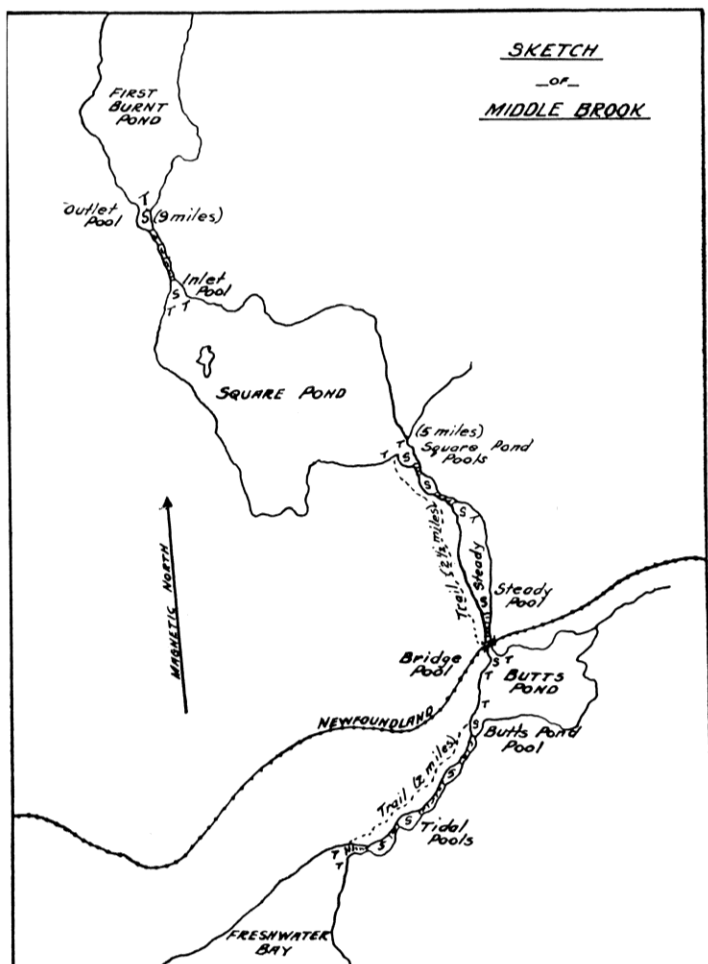 SKETCH
OF
MIDDLE BROOK
FIRST
BURNT
POND
T
Outlet
Pool
S
(9 miles)
Inlet
Pool
S
T
T
SQUARE POND
(5 miles)
Square Pond
Pools
T
T
S
S
S
T
Trail (2½ miles)
Steady
S
Steady
Pool
MAGNETIC NORTH
Bridge
Pool
S
T
T
BUTTS
POND
NEWFOUNDLAND
T
S
Butts Pond
Pool
Trail (2 miles)
S
S
Tidal
Pools
S
T
T
FRESHWATER
BAY